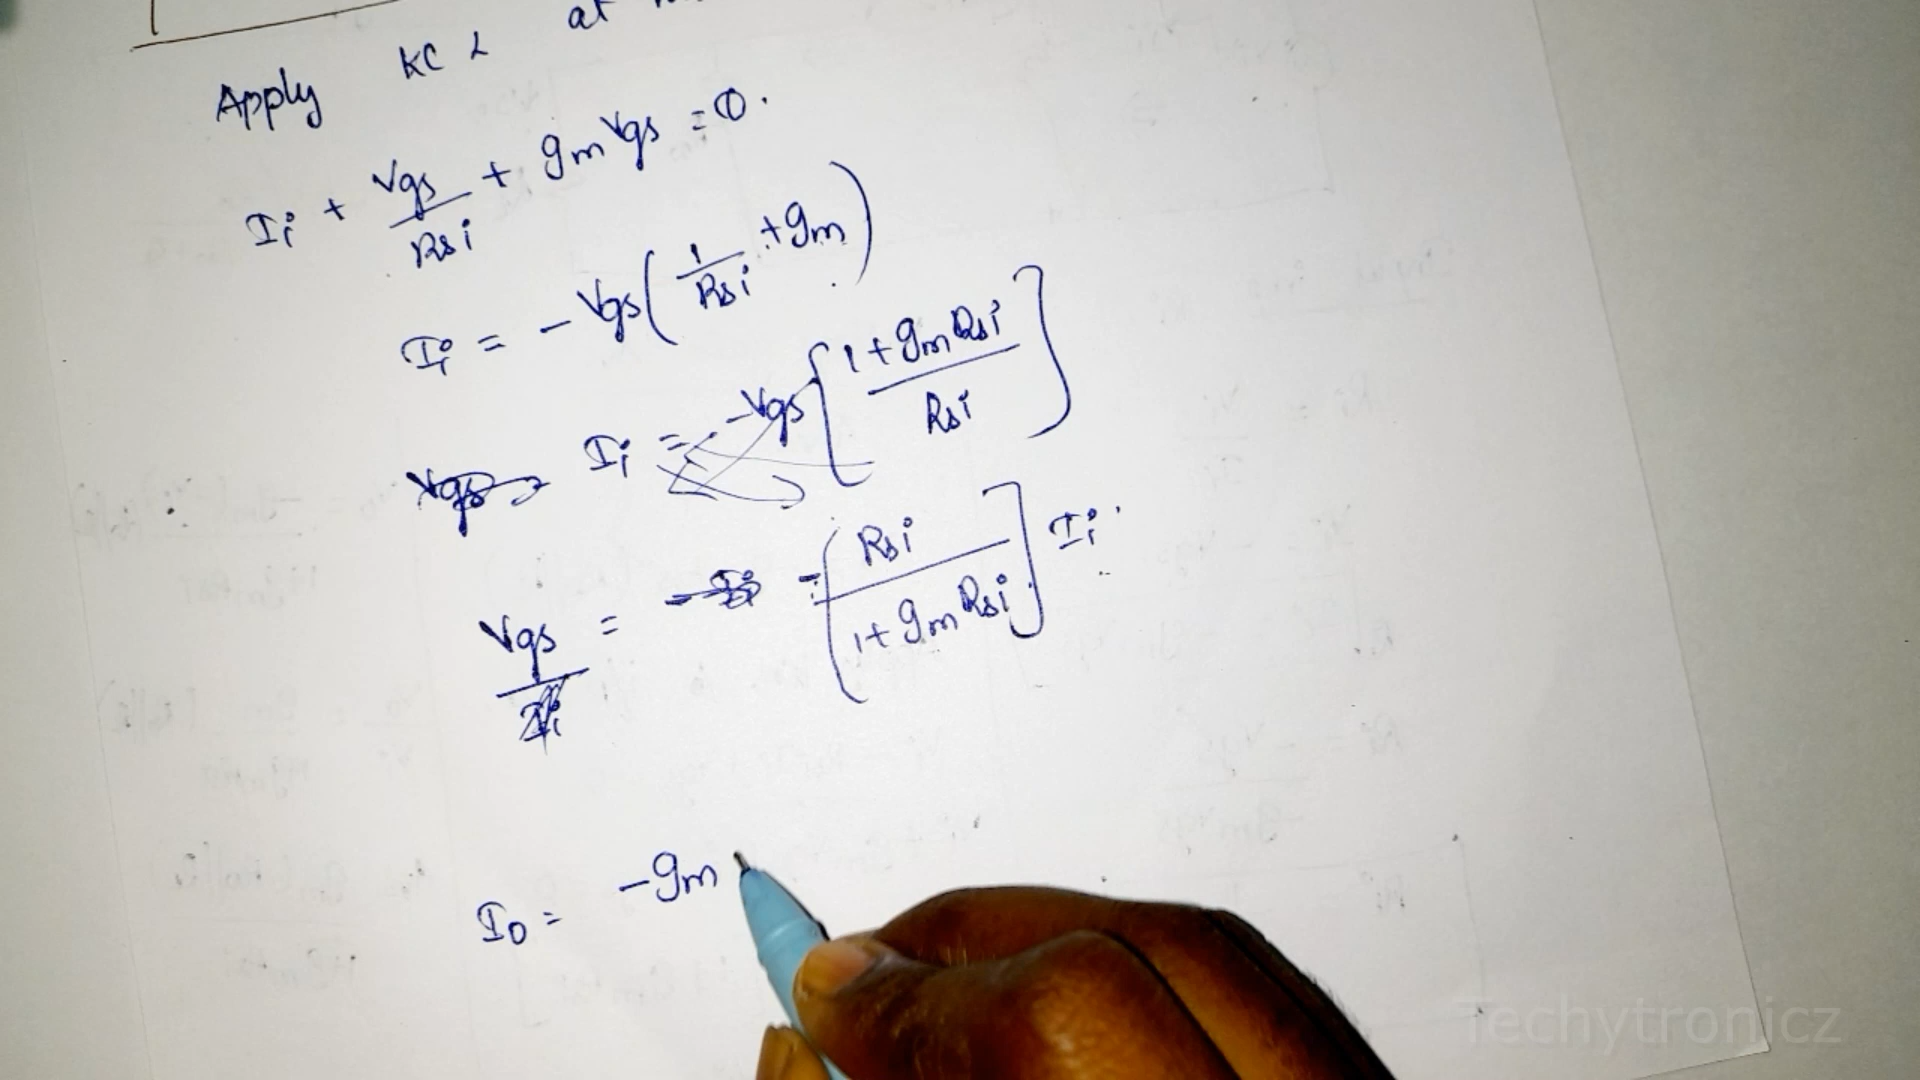 Apply KCL at
Ii + Vgs/Rsi + gmVgs = 0.
Ii = -Vgs(1/Rsi + gm)
Ii = -Vgs[1+gmRsi/Rsi]
Vgs = -[Rsi/1+gmRsi] Ii
I0 = -gm
Techytronicz